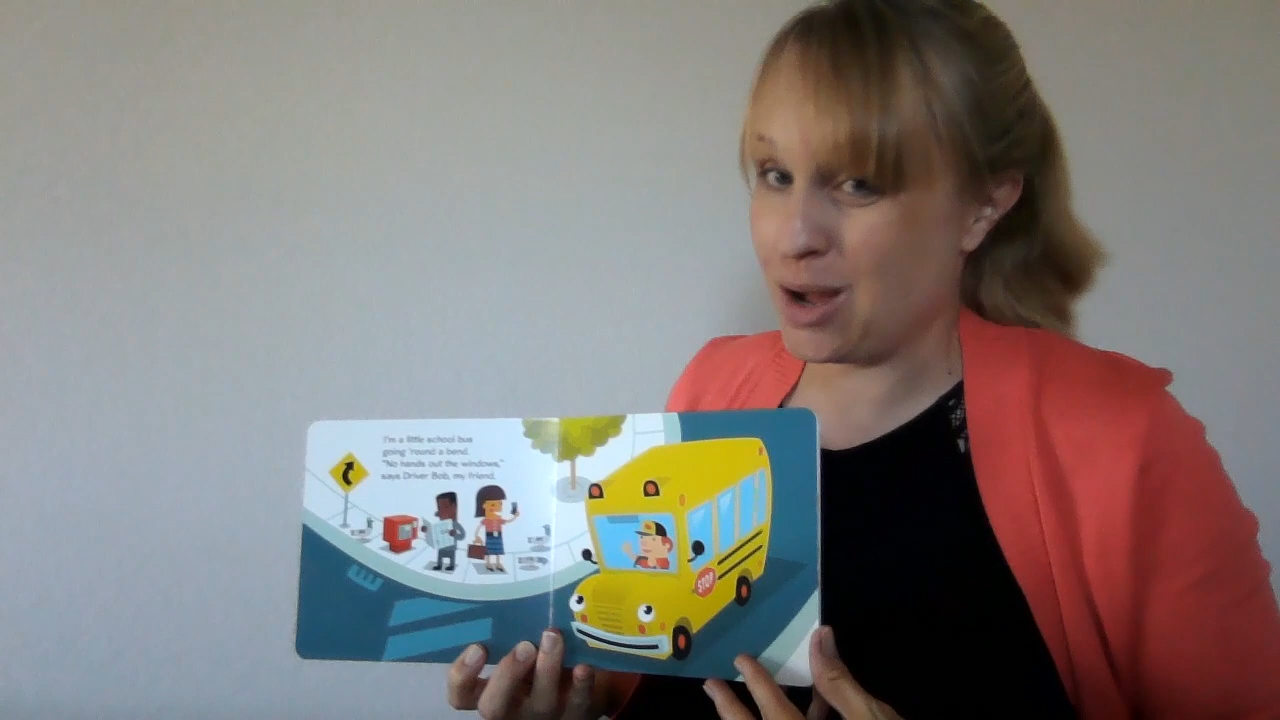 I'm a little school bus
going 'round a bend.
"No hands out the windows,"
says Driver Bob, my friend.
STOP